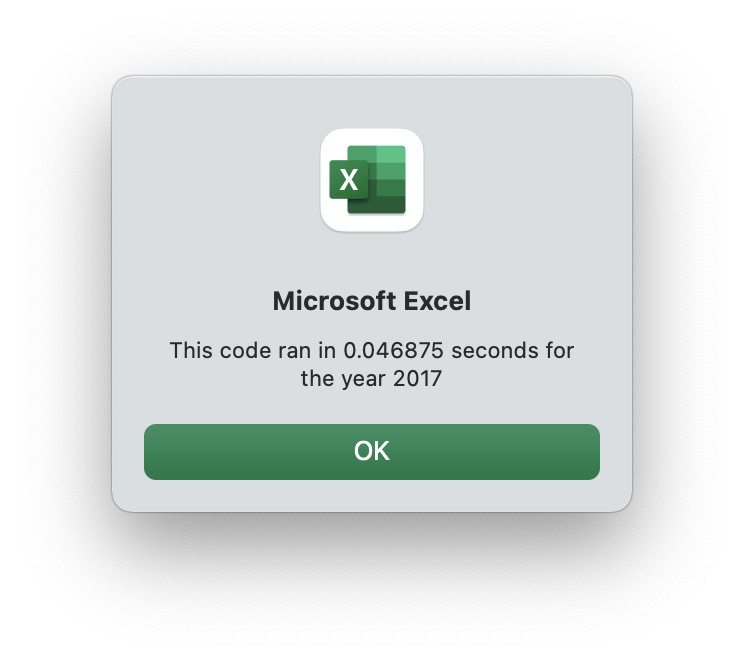 X
Microsoft Excel
This code ran in 0.046875 seconds for
the year 2017
OK